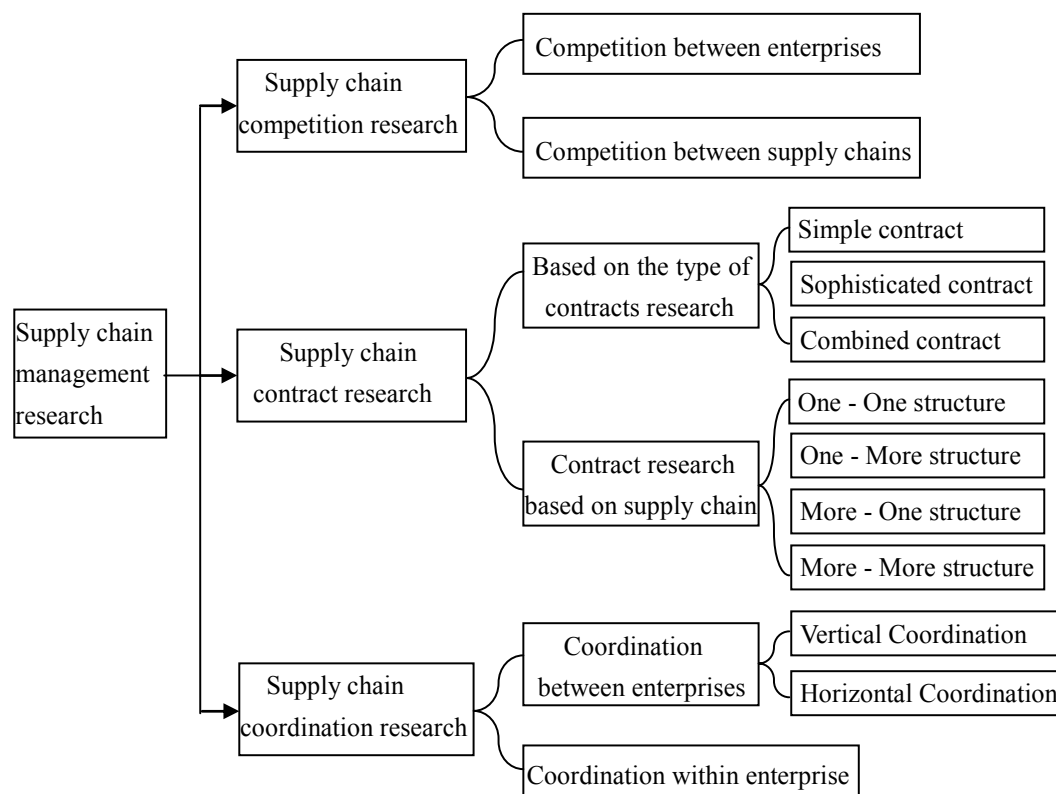 Supply chain
management
research
Supply chain
competition research
Competition between enterprises
Competition between supply chains
Supply chain
contract research
Based on the type of
contracts research
Simple contract
Sophisticated contract
Combined contract
Contract research
based on supply chain
One - One structure
One - More structure
More - One structure
More - More structure
Supply chain
coordination research
Coordination
between enterprises
Vertical Coordination
Horizontal Coordination
Coordination within enterprise